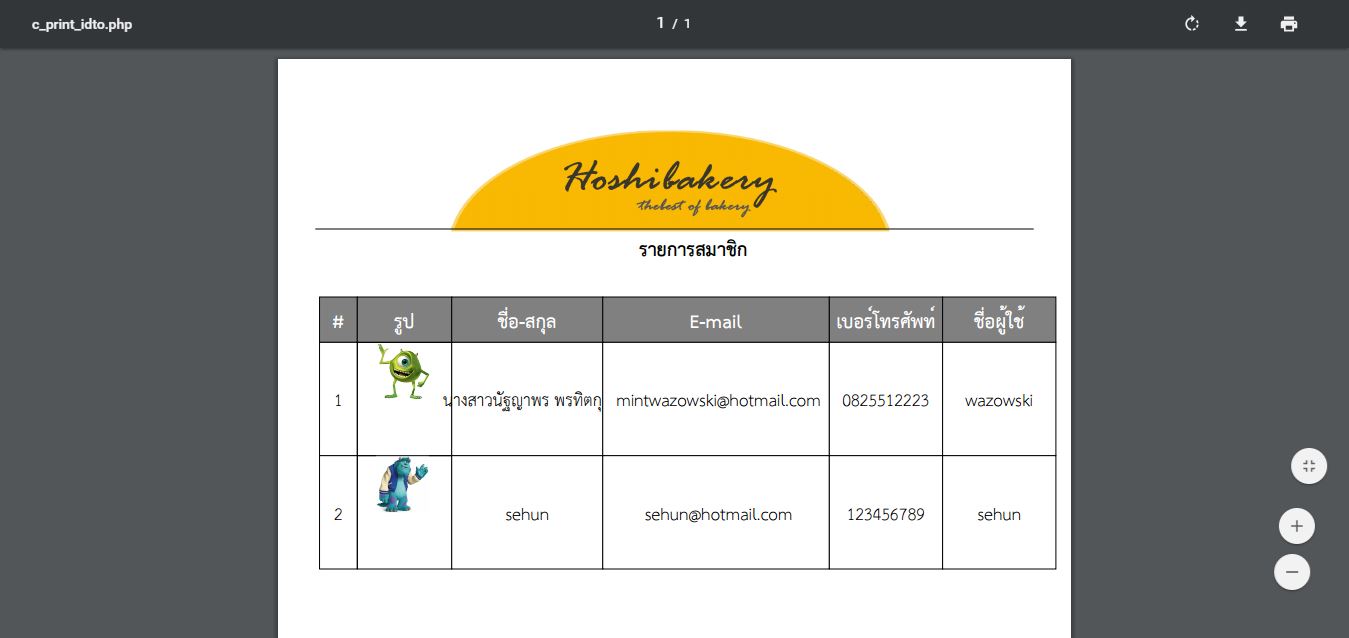 c_print_idto.php 1 / 1
Hoshibakery
thebest of bakery
รายการสมาชิก
# รูป ชื่อ-สกุล E-mail เบอร์โทรศัพท์ ชื่อผู้ใช้
1 นางสาวนัฐญาพร พรทิตกุ mintwazowski@hotmail.com 0825512223 wazowski
2 sehun sehun@hotmail.com 123456789 sehun